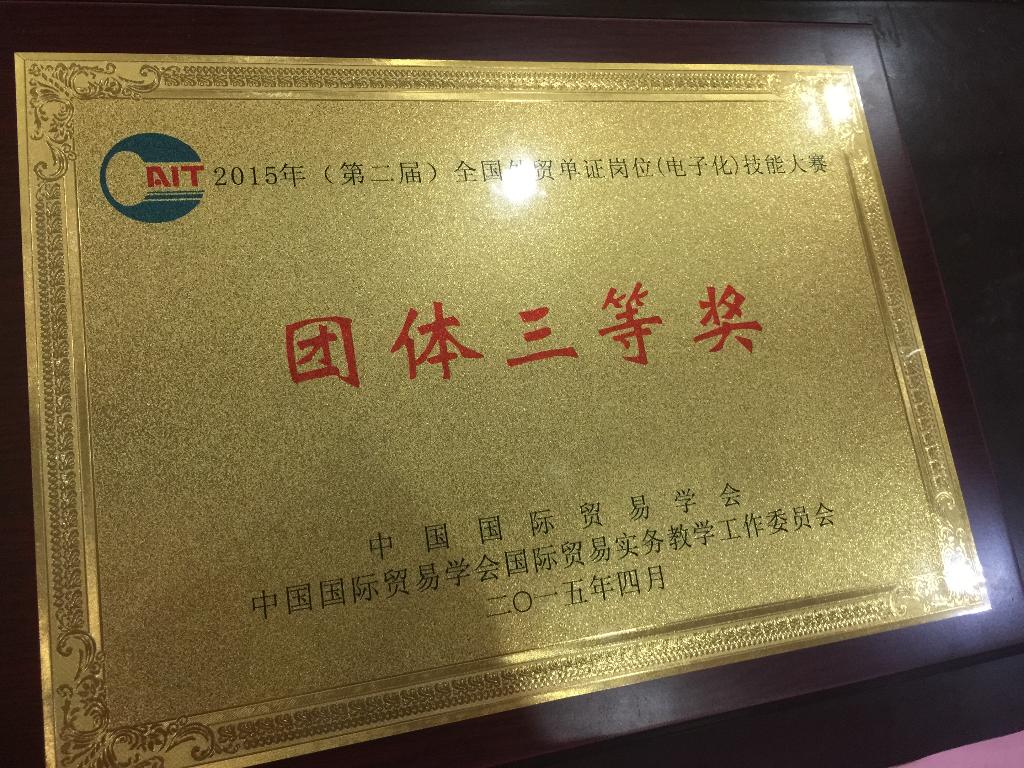 AIT 2015年（第二届）全国外贸单证岗位(电子化)技能大赛
团体三等奖
中国国际贸易学会
中国国际贸易学会国际贸易实务教学工作委员会
二〇一五年四月